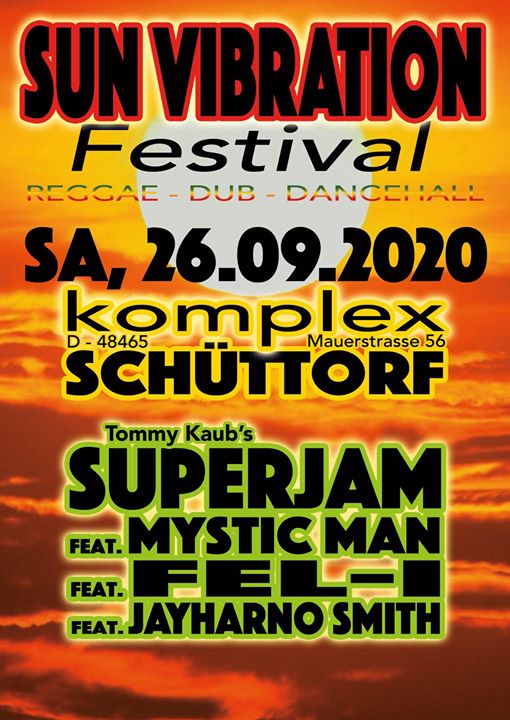 SUN VIBRATION
Festival
REGGAE - DUB - DANCEHALL
SA, 26.09.2020
komplex
D - 48465 Mauerstrasse 56
SCHÜTTORF
Tommy Kaub's
SUPERJAM
FEAT. MYSTIC MAN
FEAT. FEL-I
FEAT. JAYHARNO SMITH